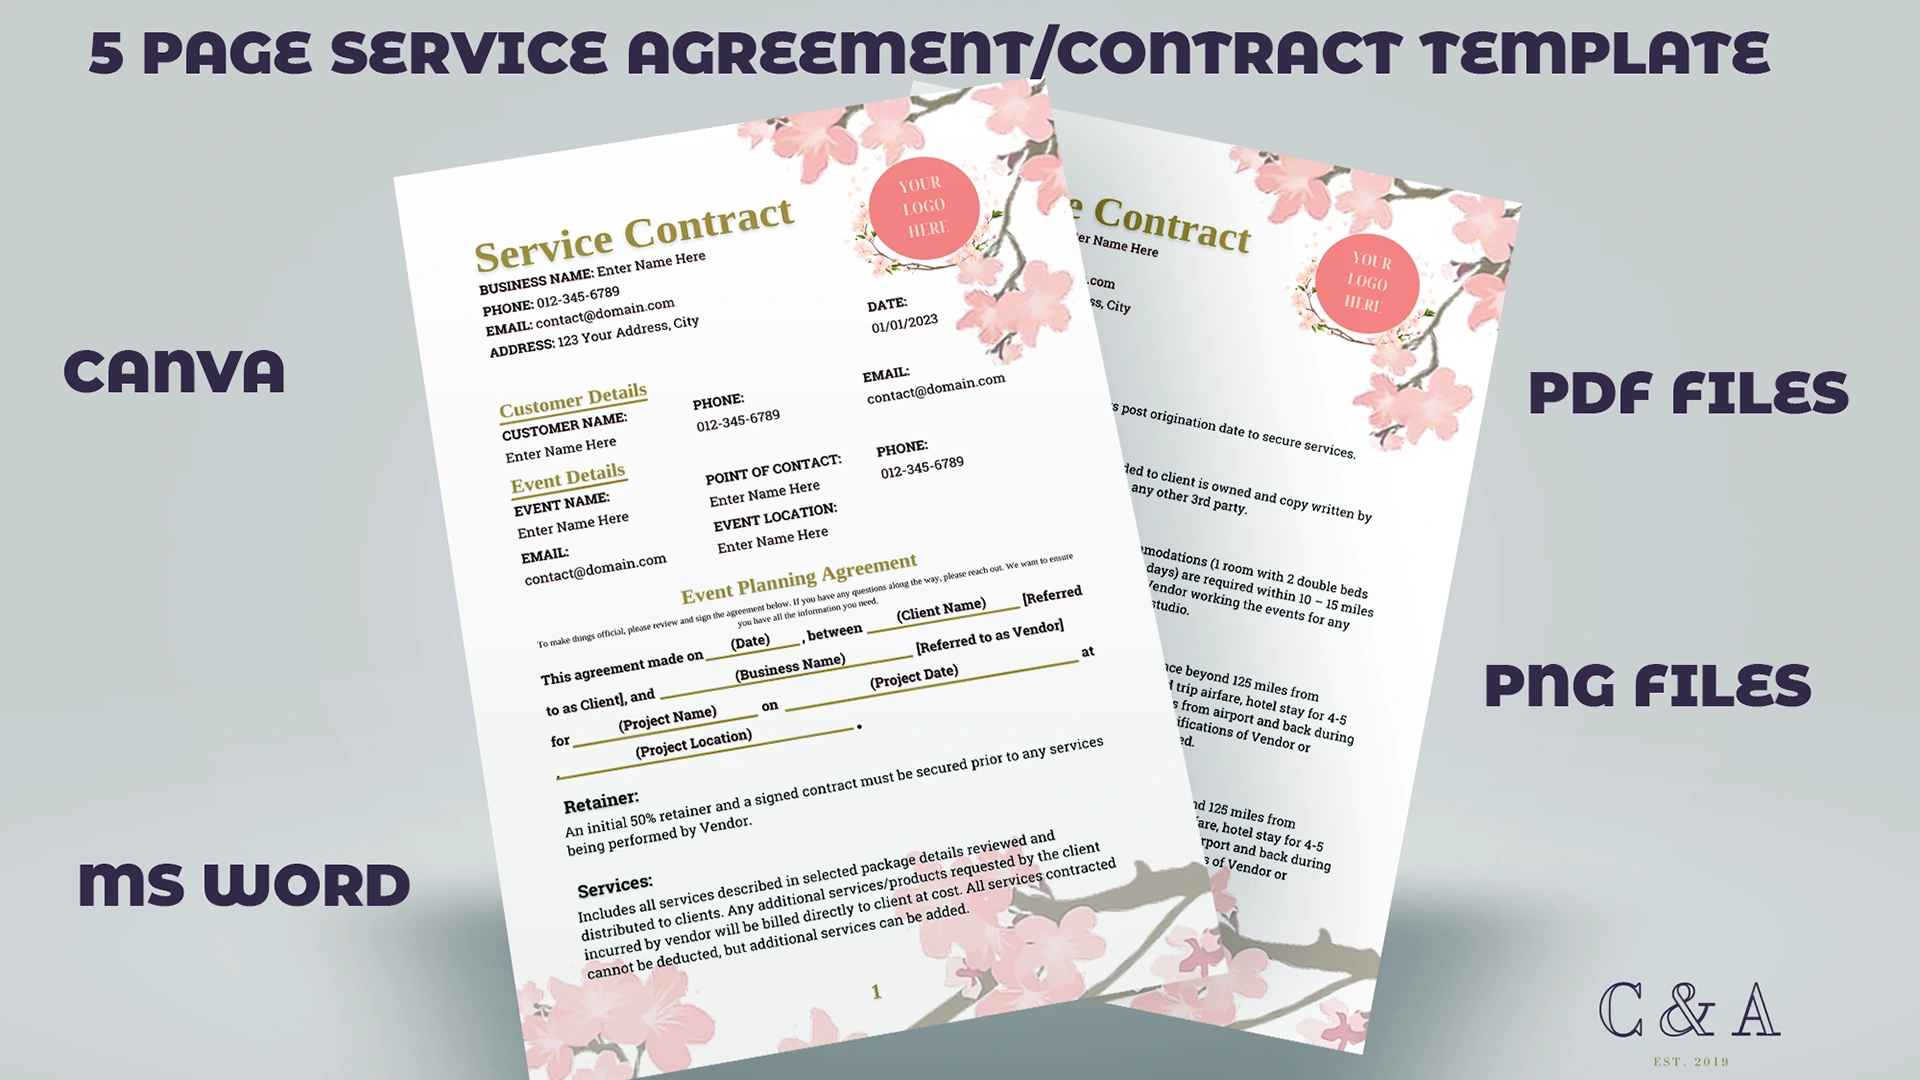 5 PAGE SERVICE AGREEMENT/CONTRACT TEMPLATE
CANVA
MS WORD
PDF FILES
PNG FILES
Service Contract
YOUR
LOGO
HERE
BUSINESS NAME: Enter Name Here
PHONE: 012-345-6789
EMAIL: contact@domain.com
ADDRESS: 123 Your Address, City
DATE:
01/01/2023
Customer Details
CUSTOMER NAME:
Enter Name Here
PHONE:
012-345-6789
EMAIL:
contact@domain.com
Event Details
EVENT NAME:
Enter Name Here
POINT OF CONTACT:
Enter Name Here
PHONE:
012-345-6789
EMAIL:
contact@domain.com
EVENT LOCATION:
Enter Name Here
Event Planning Agreement
To make things official, please review and sign the agreement below. If you have any questions along the way, please reach out. We want to ensure
you have all the information you need.
This agreement made on (Date), between (Client Name) [Referred
to as Client], and (Business Name) [Referred to as Vendor]
for (Project Name) on (Project Date) at
(Project Location).
Retainer:
An initial 50% retainer and a signed contract must be secured prior to any services
being performed by Vendor.
Services:
Includes all services described in selected package details reviewed and
distributed to clients. Any additional services/products requested by the client
incurred by vendor will be billed directly to client at cost. All services contracted
cannot be deducted, but additional services can be added.
1
e Contract
YOUR
LOGO
HERE
er Name Here
.com
ss, City
post origination date to secure services.
ded to client is owned and copy written by
any other 3rd party.
modations (1 room with 2 double beds
days) are required within 10 – 15 miles
Vendor working the events for any
studio.
nce beyond 125 miles from
trip airfare, hotel stay for 4-5
s from airport and back during
ifications of Vendor or
ed.
nd 125 miles from
fare, hotel stay for 4-5
rport and back during
s of Vendor or
C & A
EST. 2019